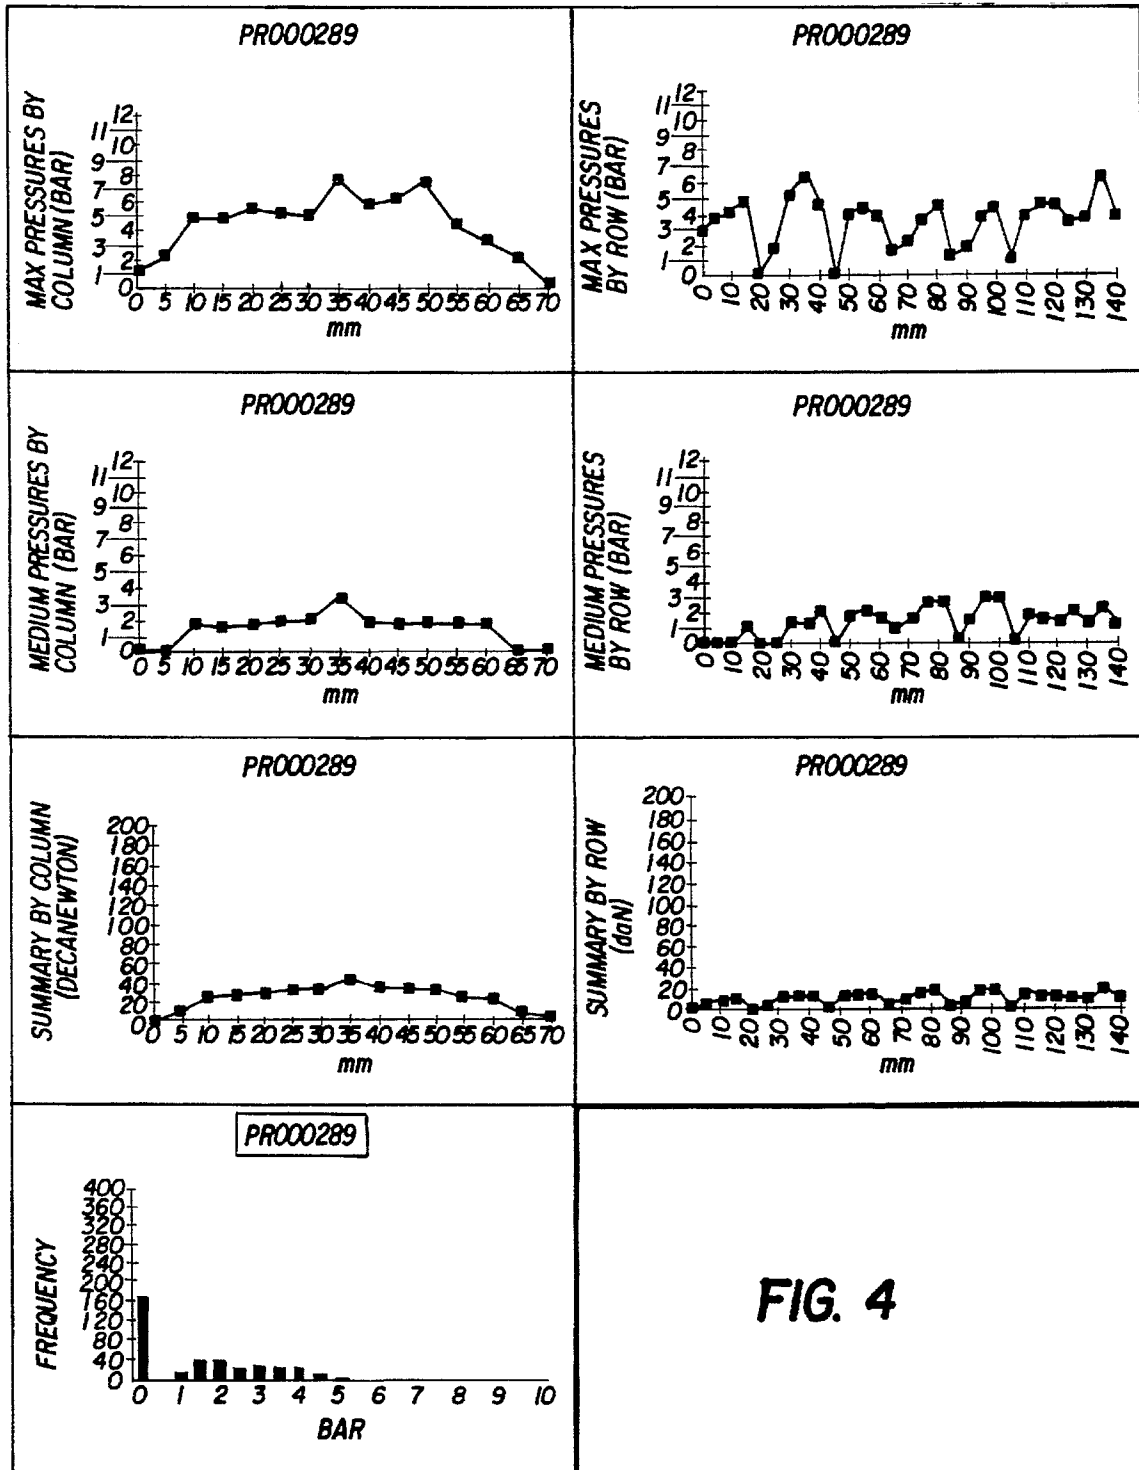 PR000289
MAX PRESSURES BY
COLUMN (BAR)
12
11
10
9
8
7
6
5
4
3
2
1
0
0 5 10 15 20 25 30 35 40 45 50 55 60 65 70
mm
PR000289
MAX PRESSURES
BY ROW (BAR)
12
11
10
9
8
7
6
5
4
3
2
1
0
0 10 20 30 40 50 60 70 80 90 100 110 120 130 140
mm
PR000289
MEDIUM PRESSURES BY
COLUMN (BAR)
12
11
10
9
8
7
6
5
4
3
2
1
0
0 5 10 15 20 25 30 35 40 45 50 55 60 65 70
mm
PR000289
MEDIUM PRESSURES
BY ROW (BAR)
12
11
10
9
8
7
6
5
4
3
2
1
0
0 10 20 30 40 50 60 70 80 90 100 110 120 130 140
mm
PR000289
SUMMARY BY COLUMN
(DECANEWTON)
200
180
160
140
120
100
80
60
40
20
0
0 5 10 15 20 25 30 35 40 45 50 55 60 65 70
mm
PR000289
SUMMARY BY ROW
(daN)
200
180
160
140
120
100
80
60
40
20
0
0 10 20 30 40 50 60 70 80 90 100 110 120 130 140
mm
PR000289
FREQUENCY
400
360
320
280
240
200
160
120
80
40
0
0 1 2 3 4 5 6 7 8 9 10
BAR
FIG. 4